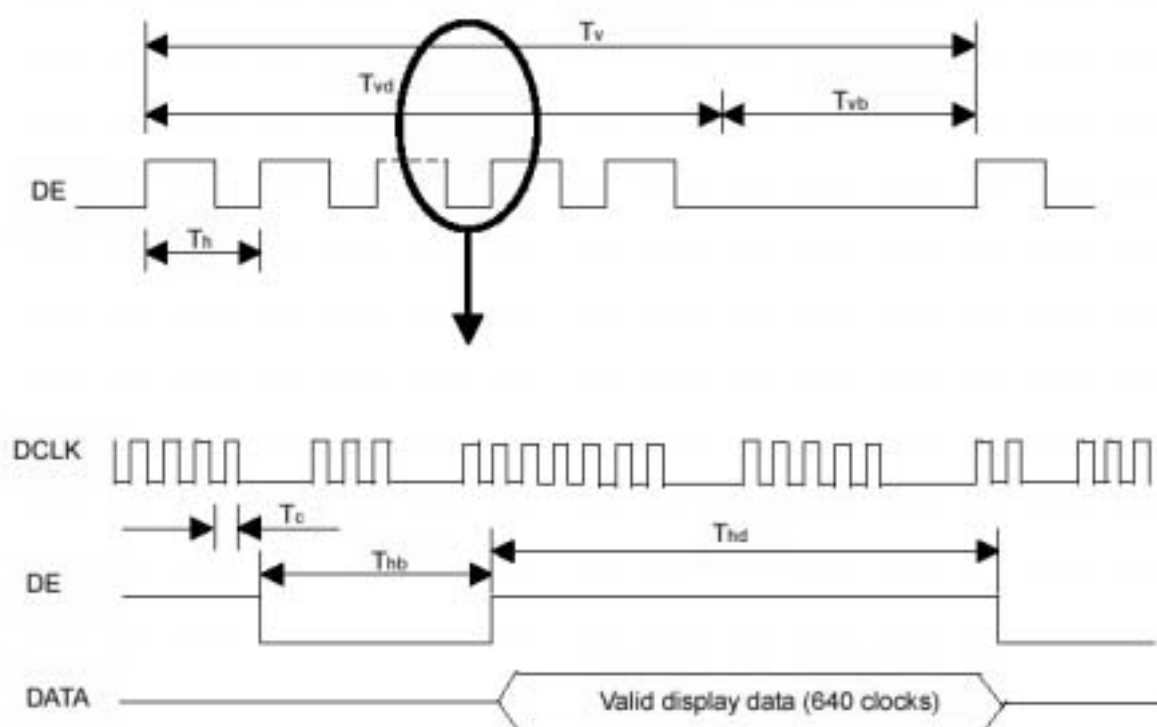 Tv
Tvd
Tvb
DE
Th
DCLK
Tc
Thb
Thd
DE
DATA
Valid display data (640 clocks)